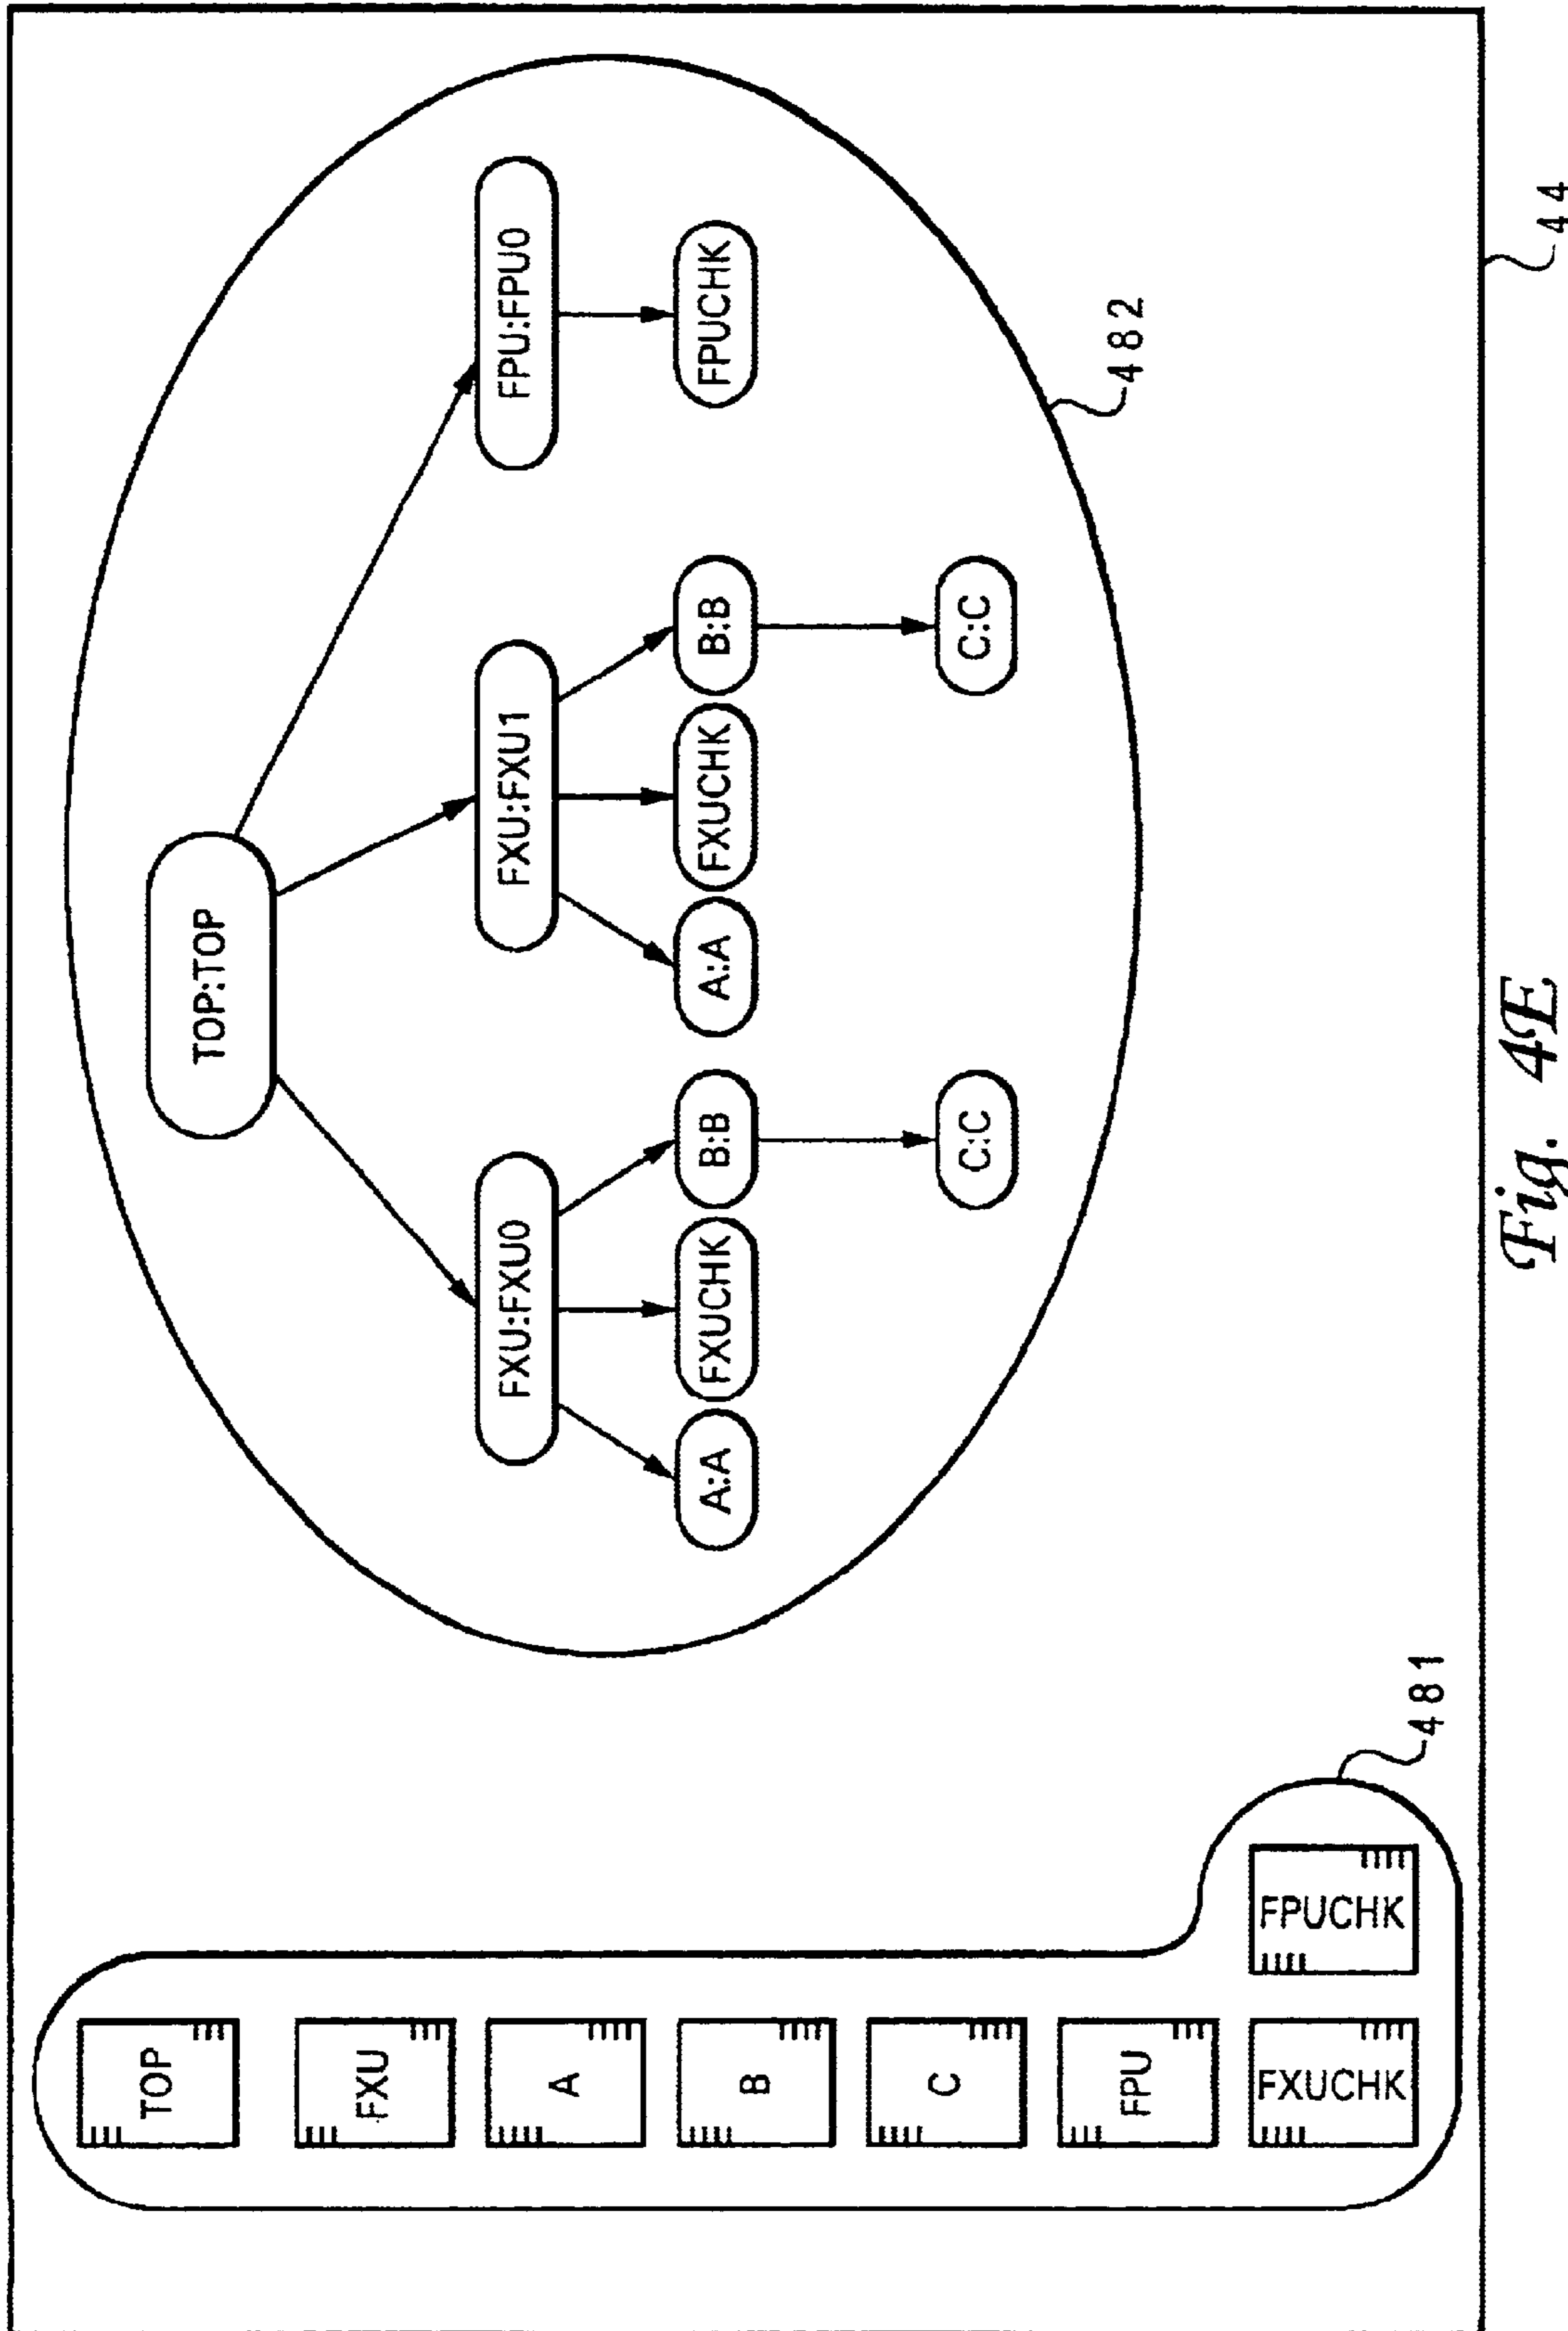 TOP
FXU
A
B
C
FPU
FXUCHK
FPUCHK
481
TOP:TOP
FXU:FXU0
FXU:FXU1
FPU:FPU0
A:A
FXUCHK
B:B
A:A
FXUCHK
B:B
FPUCHK
C:C
C:C
482
44
Fig. 4E